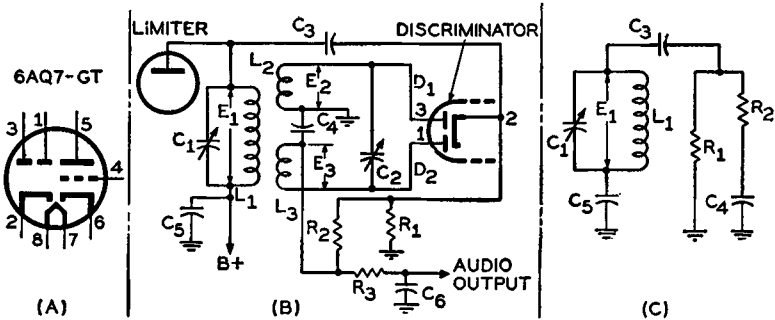 6AQ7-GT
3 1 5
4
2 8 7 6
(A)
LiMiTER
DISCRIMINATOR
C3
L2
E2
D1
E1
C4
3
2
1
C1
E3
C2
D2
L1
L3
C5
R2
R1
B+
R3
C6
AUDIO
OUTPUT
(B)
C3
E1
L1
C1
R1
R2
C5
C4
(C)